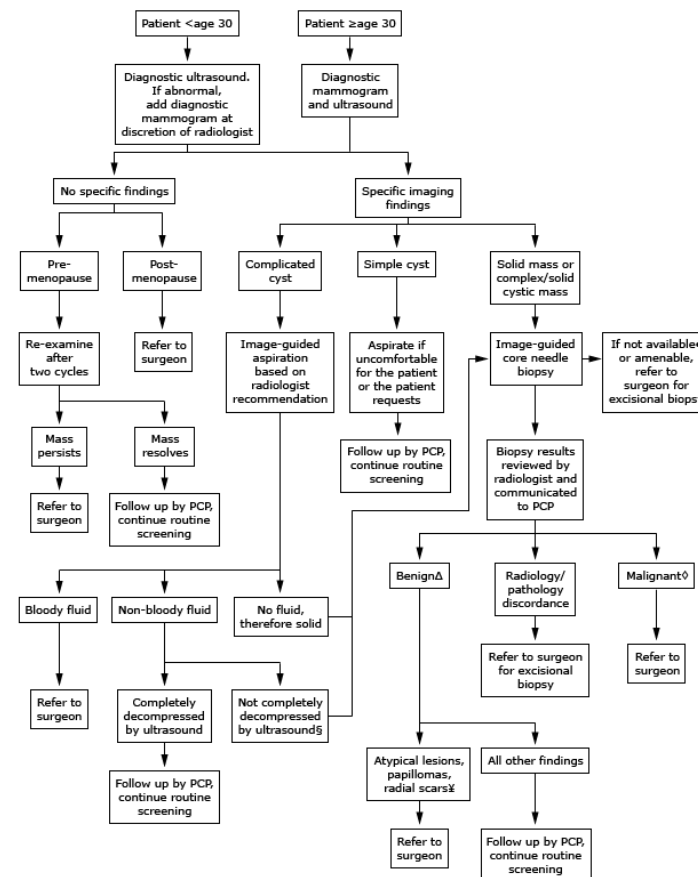 Patient <age 30
Patient ≥age 30
Diagnostic ultrasound.
If abnormal,
add diagnostic
mammogram at
discretion of radiologist
Diagnostic
mammogram
and ultrasound
No specific findings
Specific imaging
findings
Pre-
menopause
Post-
menopause
Complicated
cyst
Simple cyst
Solid mass or
complex/solid
cystic mass
Re-examine
after
two cycles
Refer to
surgeon
Image-guided
aspiration
based on
radiologist
recommendation
Aspirate if
uncomfortable
for the patient
or the patient
requests
Image-guided
core needle
biopsy
If not available
or amenable,
refer to
surgeon for
excisional biopsy
Mass
persists
Mass
resolves
Follow up by PCP,
continue routine
screening
Biopsy results
reviewed by
radiologist and
communicated
to PCP
Refer to
surgeon
Follow up by PCP,
continue routine
screening
BenignΔ
Radiology/
pathology
discordance
Malignant◊
Bloody fluid
Non-bloody fluid
No fluid,
therefore solid
Refer to surgeon
for excisional
biopsy
Refer to
surgeon
Refer to
surgeon
Completely
decompressed
by ultrasound
Not completely
decompressed
by ultrasound§
Atypical lesions,
papillomas,
radial scars¥
All other findings
Follow up by PCP,
continue routine
screening
Refer to
surgeon
Follow up by PCP,
continue routine
screening